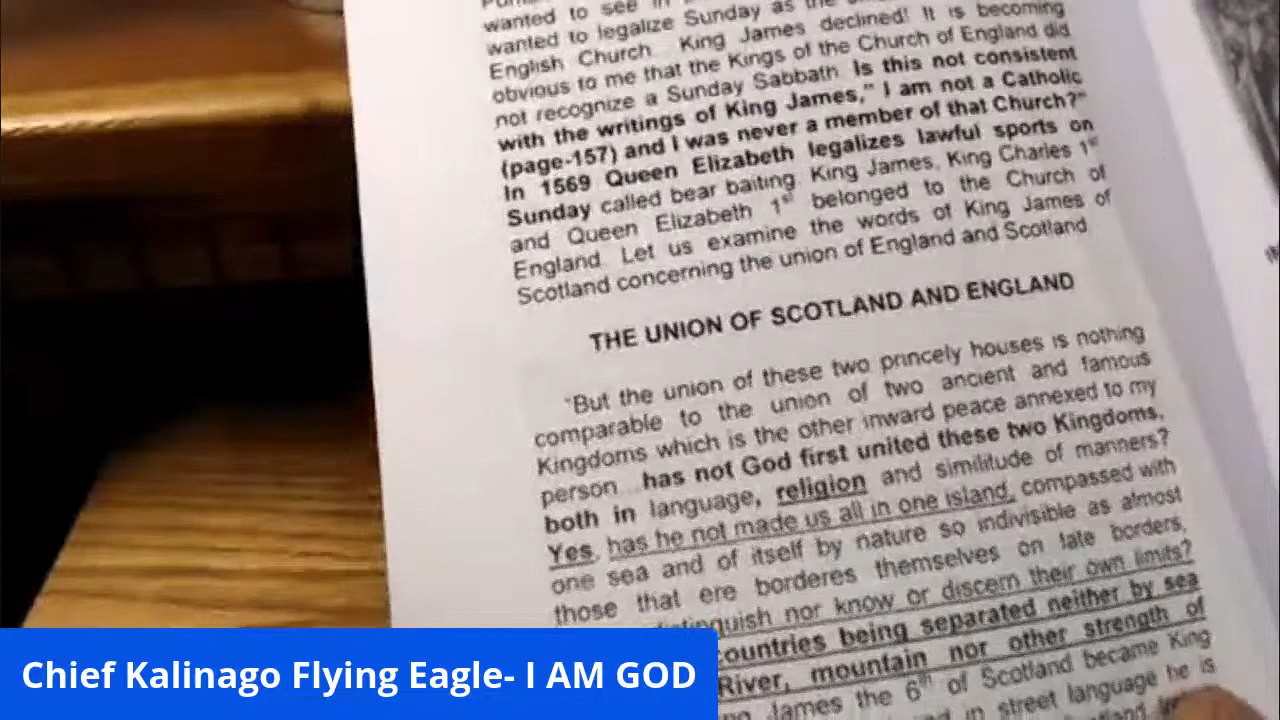 wanted to see in
wanted to legalize Sunday as the
English Church King James declined! It is becoming
obvious to me that the Kings of the Church of England did
not recognize a Sunday Sabbath. Is this not consistent
with the writings of King James," I am not a Catholic
(page-157) and I was never a member of that Church?"
In 1569 Queen Elizabeth legalizes lawful sports on
Sunday called bear baiting. King James, King Charles 1st
and Queen Elizabeth 1st belonged to the Church of
England. Let us examine the words of King James of
Scotland concerning the union of England and Scotland
THE UNION OF SCOTLAND AND ENGLAND
"But the union of these two princely houses is nothing
comparable to the union of two ancient and famous
Kingdoms which is the other inward peace annexed to my
person...has not God first united these two Kingdoms,
both in language, religion and similitude of manners?
Yes, has he not made us all in one island, compassed with
one sea and of itself by nature so indivisible as almost
those that ere borderes themselves on late borders,
distinguish nor know or discern their own limits?
countries being separated neither by sea
River, mountain nor other strength of
James the 6th of Scotland became King
in street language he is
Chief Kalinago Flying Eagle- I AM GOD